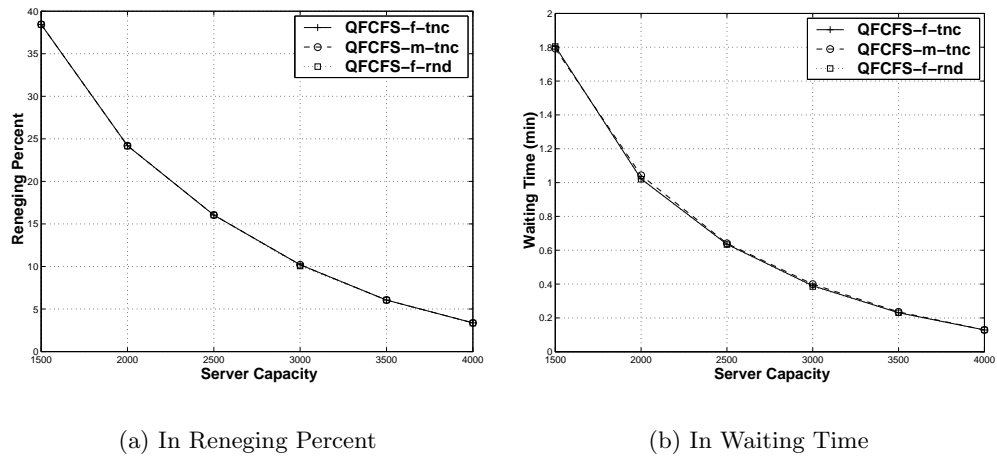 40
35
30
25
20
15
10
5
0
Reneging Percent
1500
2000
2500
3000
3500
4000
Server Capacity
QFCFS-f-tnc
QFCFS-m-tnc
QFCFS-f-rnd
(a) In Reneging Percent
2
1.8
1.6
1.4
1.2
1
0.8
0.6
0.4
0.2
0
Waiting Time (min)
1500
2000
2500
3000
3500
4000
Server Capacity
QFCFS-f-tnc
QFCFS-m-tnc
QFCFS-f-rnd
(b) In Waiting Time